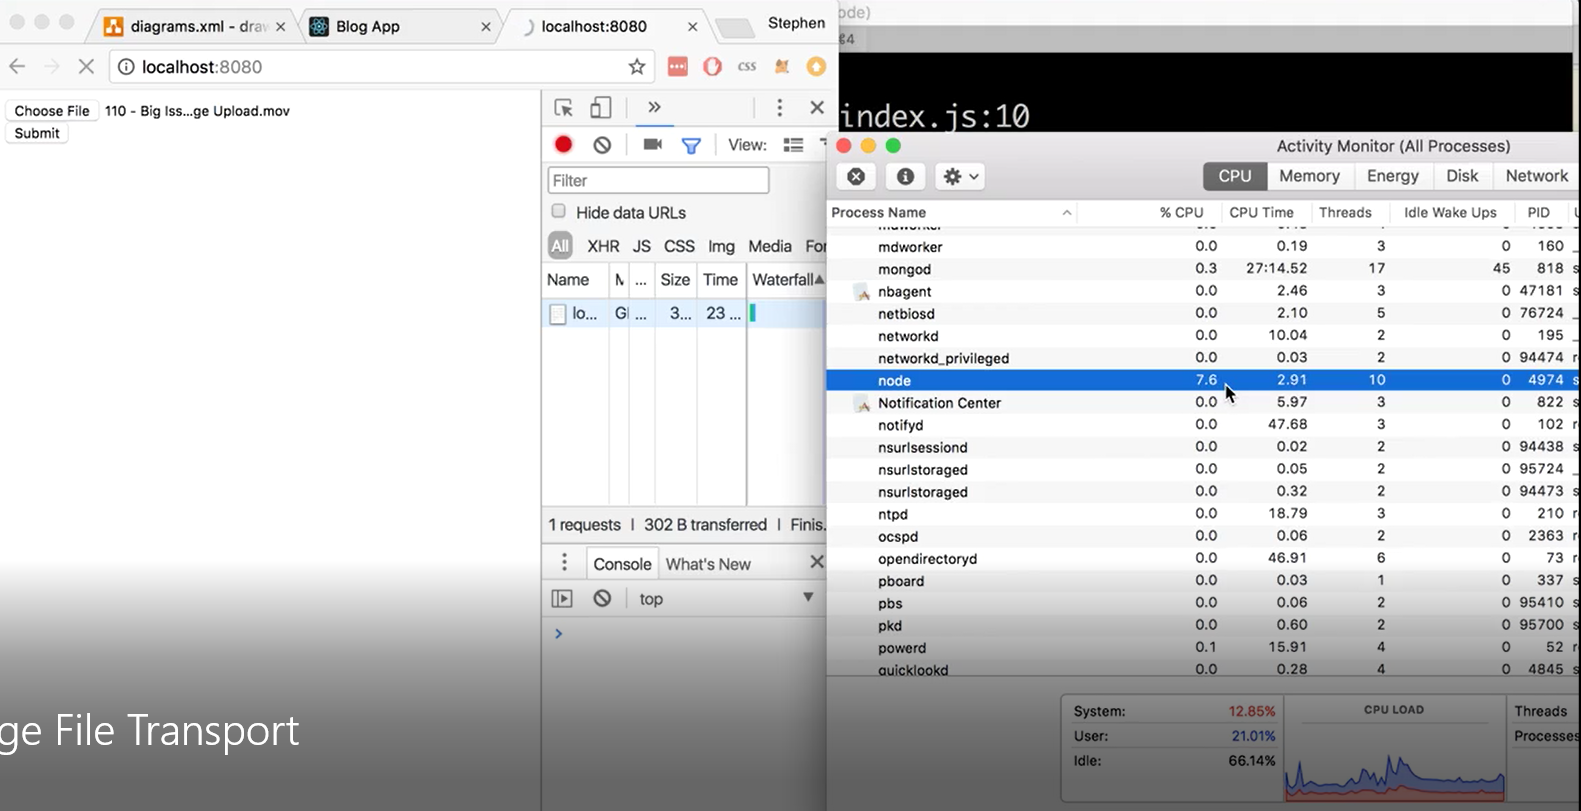 diagrams.xml - draw
Blog App
localhost:8080
Stephen
localhost:8080
CSS
Choose File 110 - Big Iss...ge Upload.mov
Submit
View:
Filter
Hide data URLs
All XHR JS CSS Img Media For
Name M ... Size Time Waterfall
lo... GE ... 3... 23 ...
1 requests | 302 B transferred | Finis.
Console What's New
top
ge File Transport
ode)
⌘4
index.js:10
Activity Monitor (All Processes)
CPU Memory Energy Disk Network
Process Name % CPU CPU Time Threads Idle Wake Ups PID U
mdworker 0.0 0.19 3 0 160
mongod 0.3 27:14.52 17 45 818 s
nbagent 0.0 2.46 3 0 47181 s
netbiosd 0.0 2.10 5 0 76724 _
networkd 0.0 10.04 2 0 195 _
networkd_privileged 0.0 0.03 2 0 94474 r
node 7.6 2.91 10 0 4974 s
Notification Center 0.0 5.97 3 0 822 s
notifyd 0.0 47.68 3 0 102 r
nsurlsessiond 0.0 0.02 2 0 94438 s
nsurlstoraged 0.0 0.05 2 0 95724 _
nsurlstoraged 0.0 0.32 2 0 94473 s
ntpd 0.0 18.79 3 0 210 r
ocspd 0.0 0.06 2 0 2363 r
opendirectoryd 0.0 46.91 6 0 73 r
pboard 0.0 0.03 1 0 337 s
pbs 0.0 0.06 2 0 95410 s
pkd 0.0 0.60 2 0 95700 s
powerd 0.1 15.91 4 0 52 r
quicklookd 0.0 0.28 4 0 4845 s
System: 12.85%
User: 21.01%
Idle: 66.14%
CPU LOAD
Threads
Processes